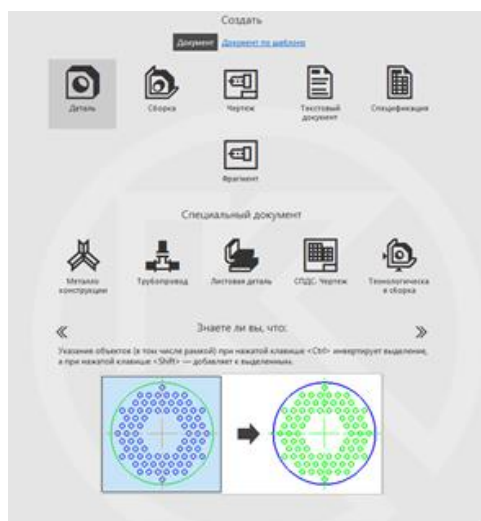 Создать
Документ Документ по шаблону
Деталь Сборка Чертеж Текстовый документ Спецификация
Фрагмент
Специальный документ
Металло конструкции Трубопровод Листовая деталь СПДС- Чертеж Технологическа я сборка
Знаете ли вы, что:
Указание объектов (в том числе рамкой) при нажатой клавише <Ctrl> инвертирует выделение,
а при нажатой клавише <Shift> — добавляет к выделенным.